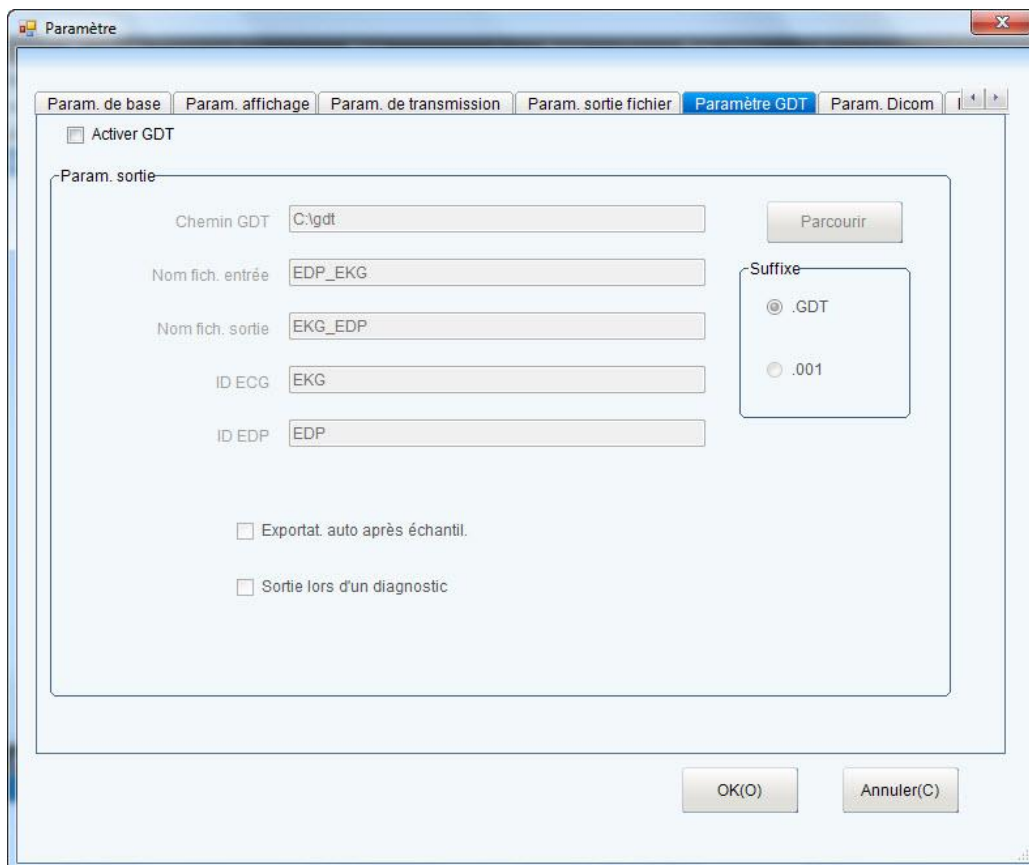 Paramètre
Param. de base Param. affichage Param. de transmission Param. sortie fichier Paramètre GDT Param. Dicom
Activer GDT
Param. sortie
Chemin GDT C:\gdt Parcourir
Nom fich. entrée EDP_EKG
Suffixe
.GDT
Nom fich. sortie EKG_EDP
.001
ID ECG EKG
ID EDP EDP
Exportat. auto après échantil.
Sortie lors d'un diagnostic
OK(O) Annuler(C)